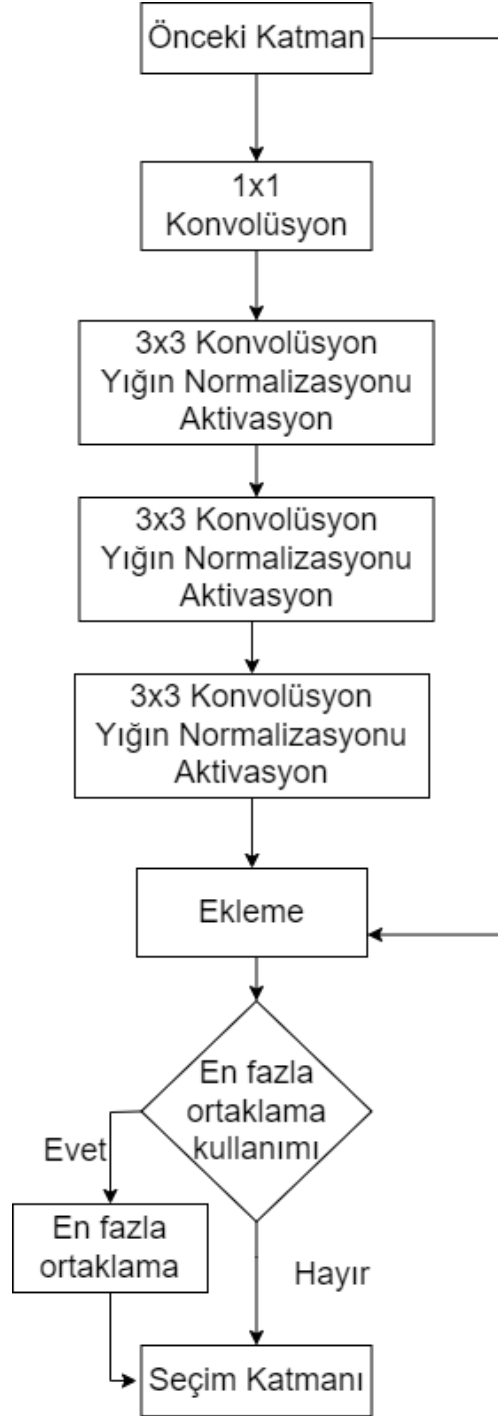 Önceki Katman
1x1
Konvolüsyon
3x3 Konvolüsyon
Yığın Normalizasyonu
Aktivasyon
3x3 Konvolüsyon
Yığın Normalizasyonu
Aktivasyon
3x3 Konvolüsyon
Yığın Normalizasyonu
Aktivasyon
Ekleme
En fazla
ortaklama
kullanımı
Evet
En fazla
ortaklama
Hayır
Seçim Katmanı